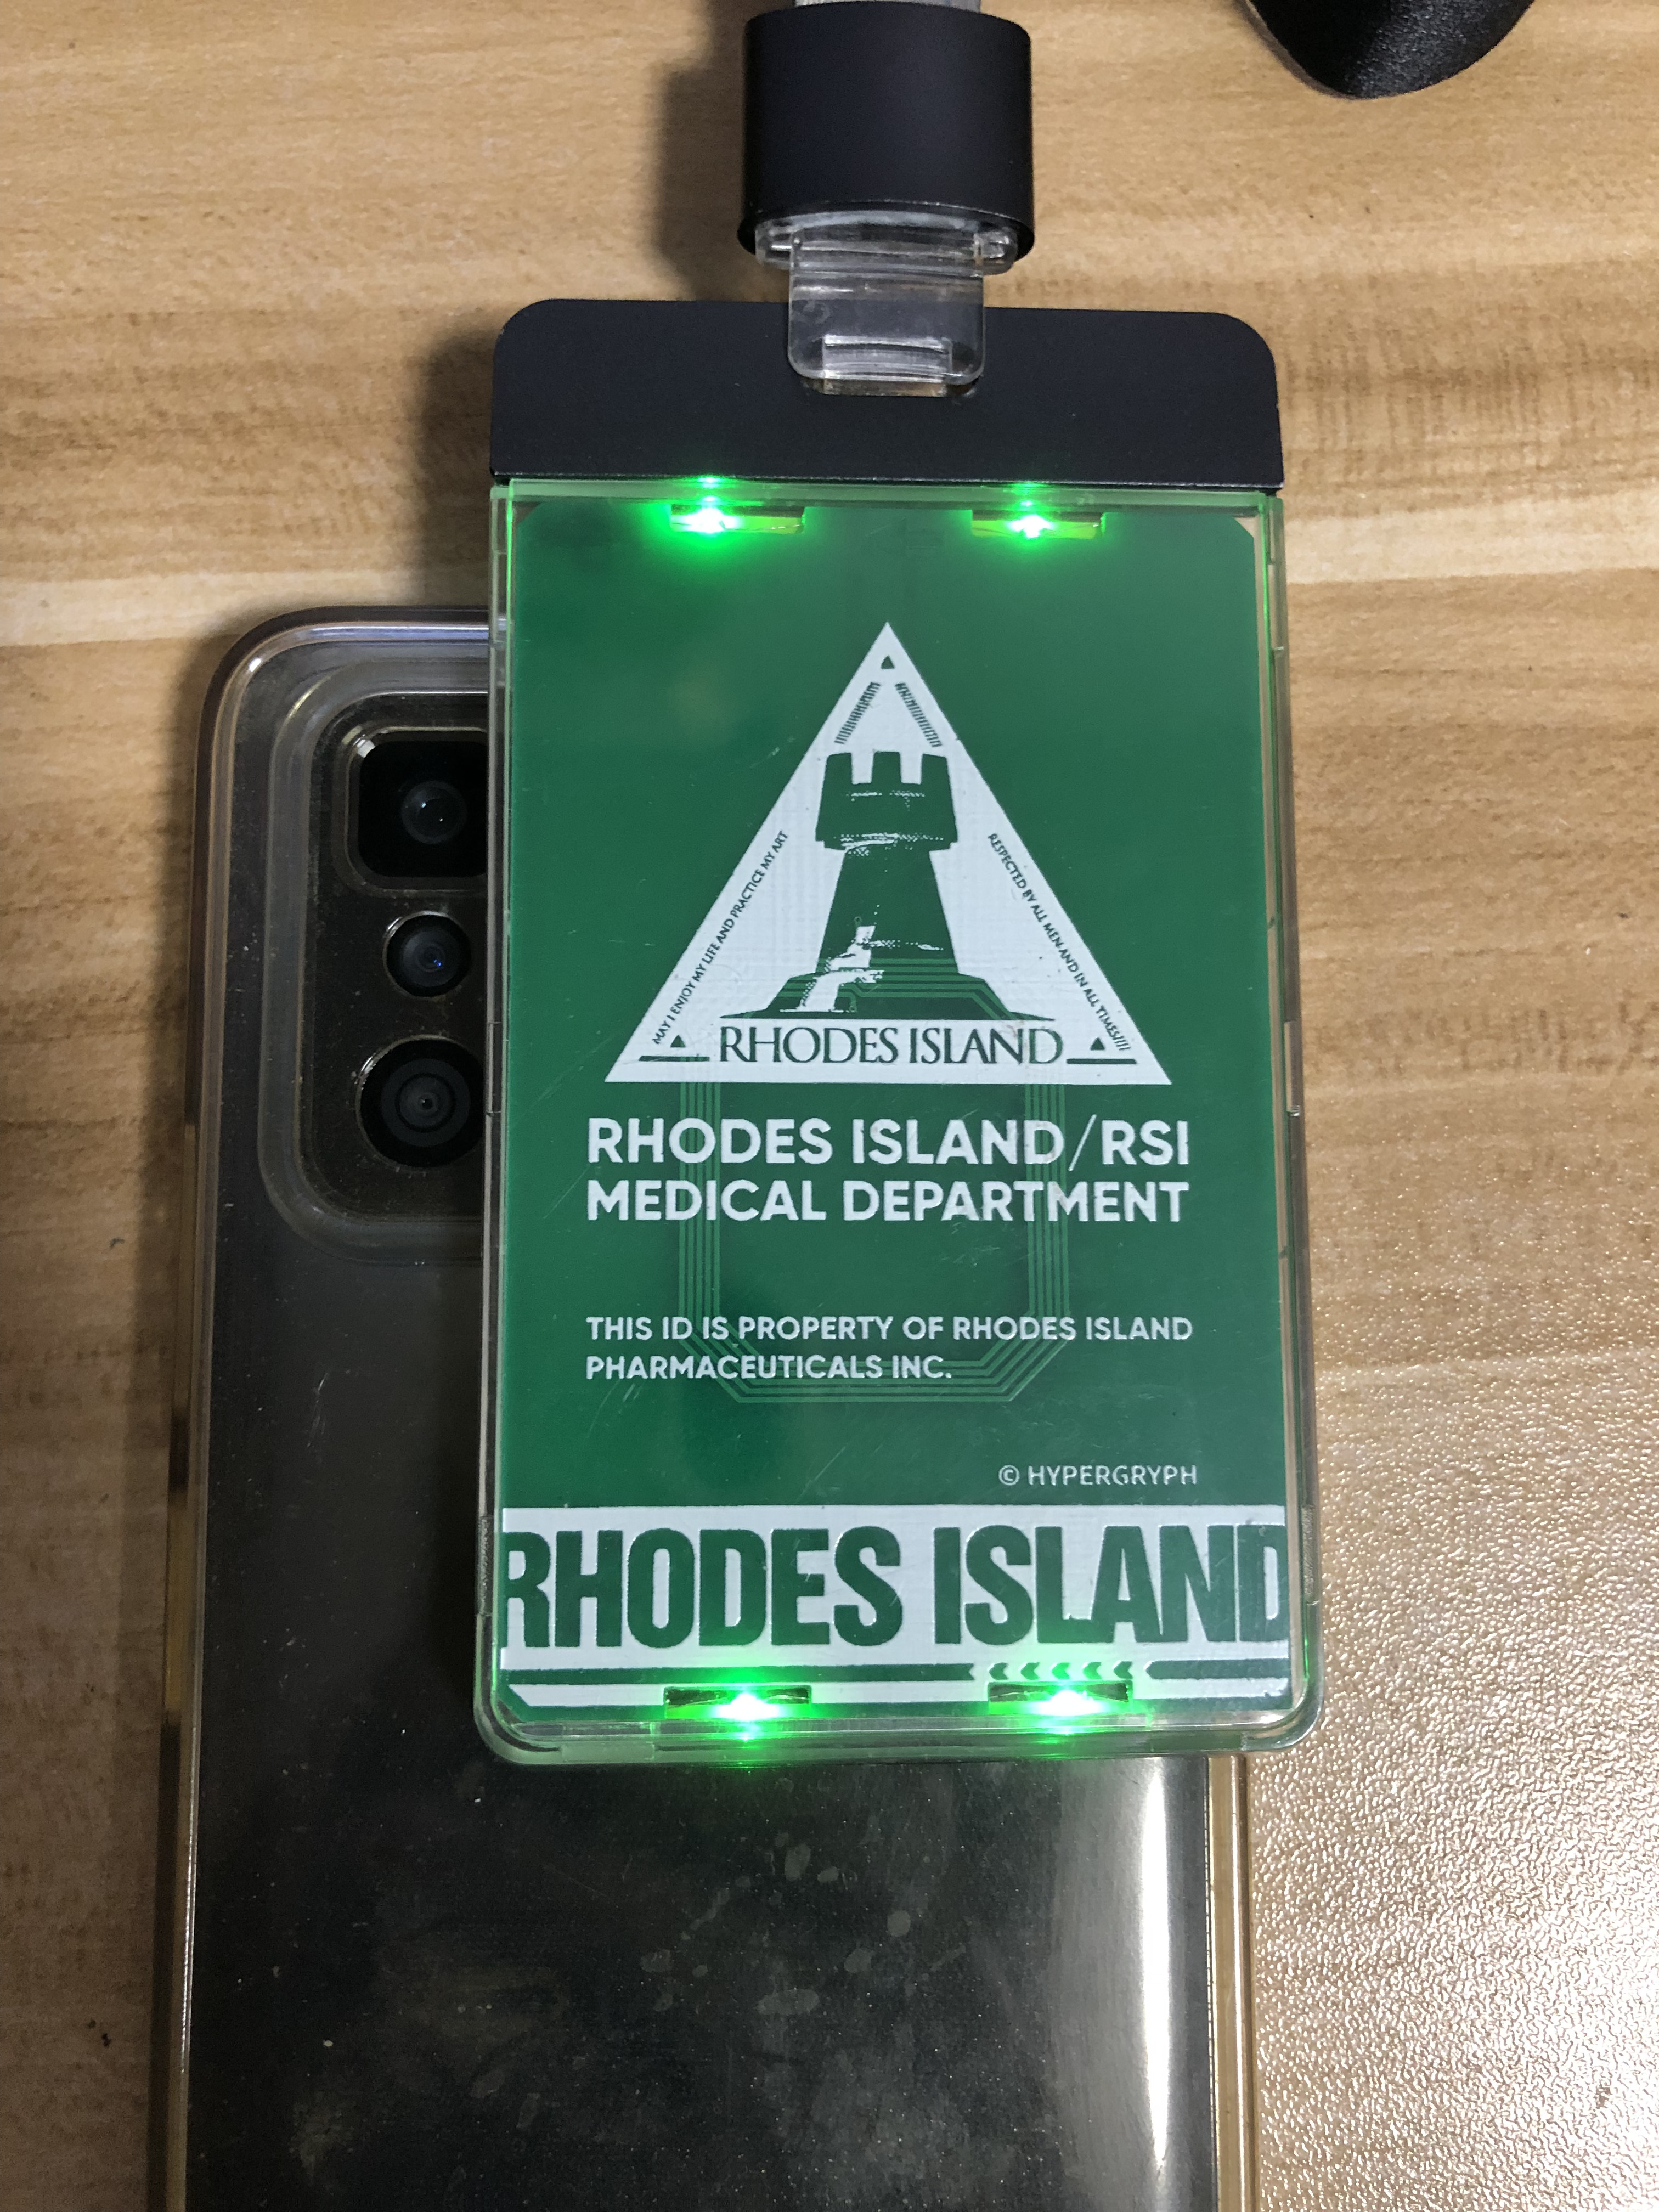 MAY I ENJOY MY LIFE AND PRACTICE MY ART
RESPECTED BY ALL MEN AND IN ALL TIMES!!!!
RHODES ISLAND
RHODES ISLAND/RSI
MEDICAL DEPARTMENT
THIS ID IS PROPERTY OF RHODES ISLAND
PHARMACEUTICALS INC.
© HYPERGRYPH
RHODES ISLAND